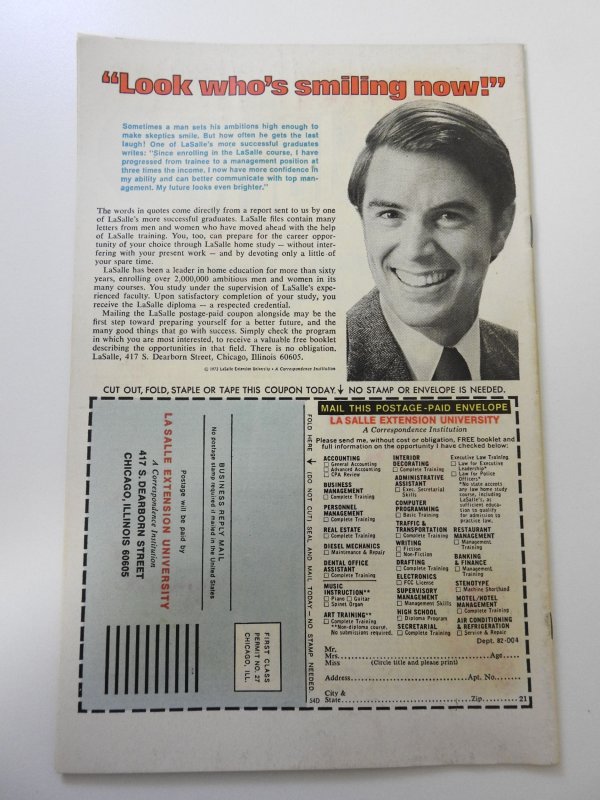 “Look who’s smiling now!”
Sometimes a man sets his ambitions high enough to
make skeptics smile. But how often he gets the last
laugh! One of LaSalle's more successful graduates
writes: "Since enrolling in the LaSalle course, I have
progressed from trainee to a management position at
three times the income. I now have more confidence in
my ability and can better communicate with top man-
agement. My future looks even brighter."
The words in quotes come directly from a report sent to us by one
of LaSalle's more successful graduates. LaSalle files contain many
letters from men and women who have moved ahead with the help
of LaSalle training. You, too, can prepare for the career oppor-
tunity of your choice through LaSalle home study — without inter-
fering with your present work — and by devoting only a little of
your spare time.
LaSalle has been a leader in home education for more than sixty
years, enrolling over 2,000,000 ambitious men and women in its
many courses. You study under the supervision of LaSalle's expe-
rienced faculty. Upon satisfactory completion of your study, you
receive the LaSalle diploma — a respected credential.
Mailing the LaSalle postage-paid coupon alongside may be the
first step toward preparing yourself for a better future, and the
many good things that go with success. Simply check the program
in which you are most interested, to receive a valuable free booklet
describing the opportunities in that field. There is no obligation.
LaSalle, 417 S. Dearborn Street, Chicago, Illinois 60605.
© 1973 LaSalle Extension University • A Correspondence Institution
CUT OUT, FOLD, STAPLE OR TAPE THIS COUPON TODAY. NO STAMP OR ENVELOPE IS NEEDED.
BUSINESS REPLY MAIL
No postage stamp required if mailed in the United States
Postage will be paid by
LA SALLE EXTENSION UNIVERSITY
A Correspondence Institution
417 S. DEARBORN STREET
CHICAGO, ILLINOIS 60605
FIRST CLASS
PERMIT NO. 27
CHICAGO, ILL.
FOLD HERE (DO NOT CUT) SEAL AND MAIL TODAY — NO STAMP NEEDED.
MAIL THIS POSTAGE-PAID ENVELOPE
LA SALLE EXTENSION UNIVERSITY
A Correspondence Institution
Please send me, without cost or obligation, FREE booklet and
full information on the opportunity I have checked below:
ACCOUNTING
General Accounting
Advanced Accounting
CPA Review
BUSINESS
MANAGEMENT
Complete Training
PERSONNEL
MANAGEMENT
Complete Training
REAL ESTATE
Complete Training
DIESEL MECHANICS
Maintenance & Repair
DENTAL OFFICE
ASSISTANT
Complete Training
MUSIC
INSTRUCTION**
Piano Guitar
Spinet Organ
ART TRAINING**
Complete Training
**Non-diploma course.
No submissions required.
INTERIOR
DECORATING
Complete Training
ADMINISTRATIVE
ASSISTANT
Exec. Secretarial
Skills
COMPUTER
PROGRAMMING
Basic Training
TRAFFIC &
TRANSPORTATION
Complete Training
WRITING
Fiction
Non-Fiction
DRAFTING
Complete Training
ELECTRONICS
FCC License
SUPERVISORY
MANAGEMENT
Management Skills
HIGH SCHOOL
Diploma Program
SECRETARIAL
Complete Training
Executive Law Training,
Law for Executive
Leadership*
Law for Police
Officers*
*No state accepts
any law home study
course, including
LaSalle's, as
sufficient educa-
tion to qualify
for admission to
practice law.
RESTAURANT
MANAGEMENT
Management
Training
BANKING
& FINANCE
Management
Training
STENOTYPE
Machine Shorthand
MOTEL/HOTEL
MANAGEMENT
Complete Training
AIR CONDITIONING
& REFRIGERATION
Service & Repair
Dept. 82-004
Mr.
Mrs. Age
Miss (Circle title and please print)
Address Apt. No.
City &
State Zip 21
540